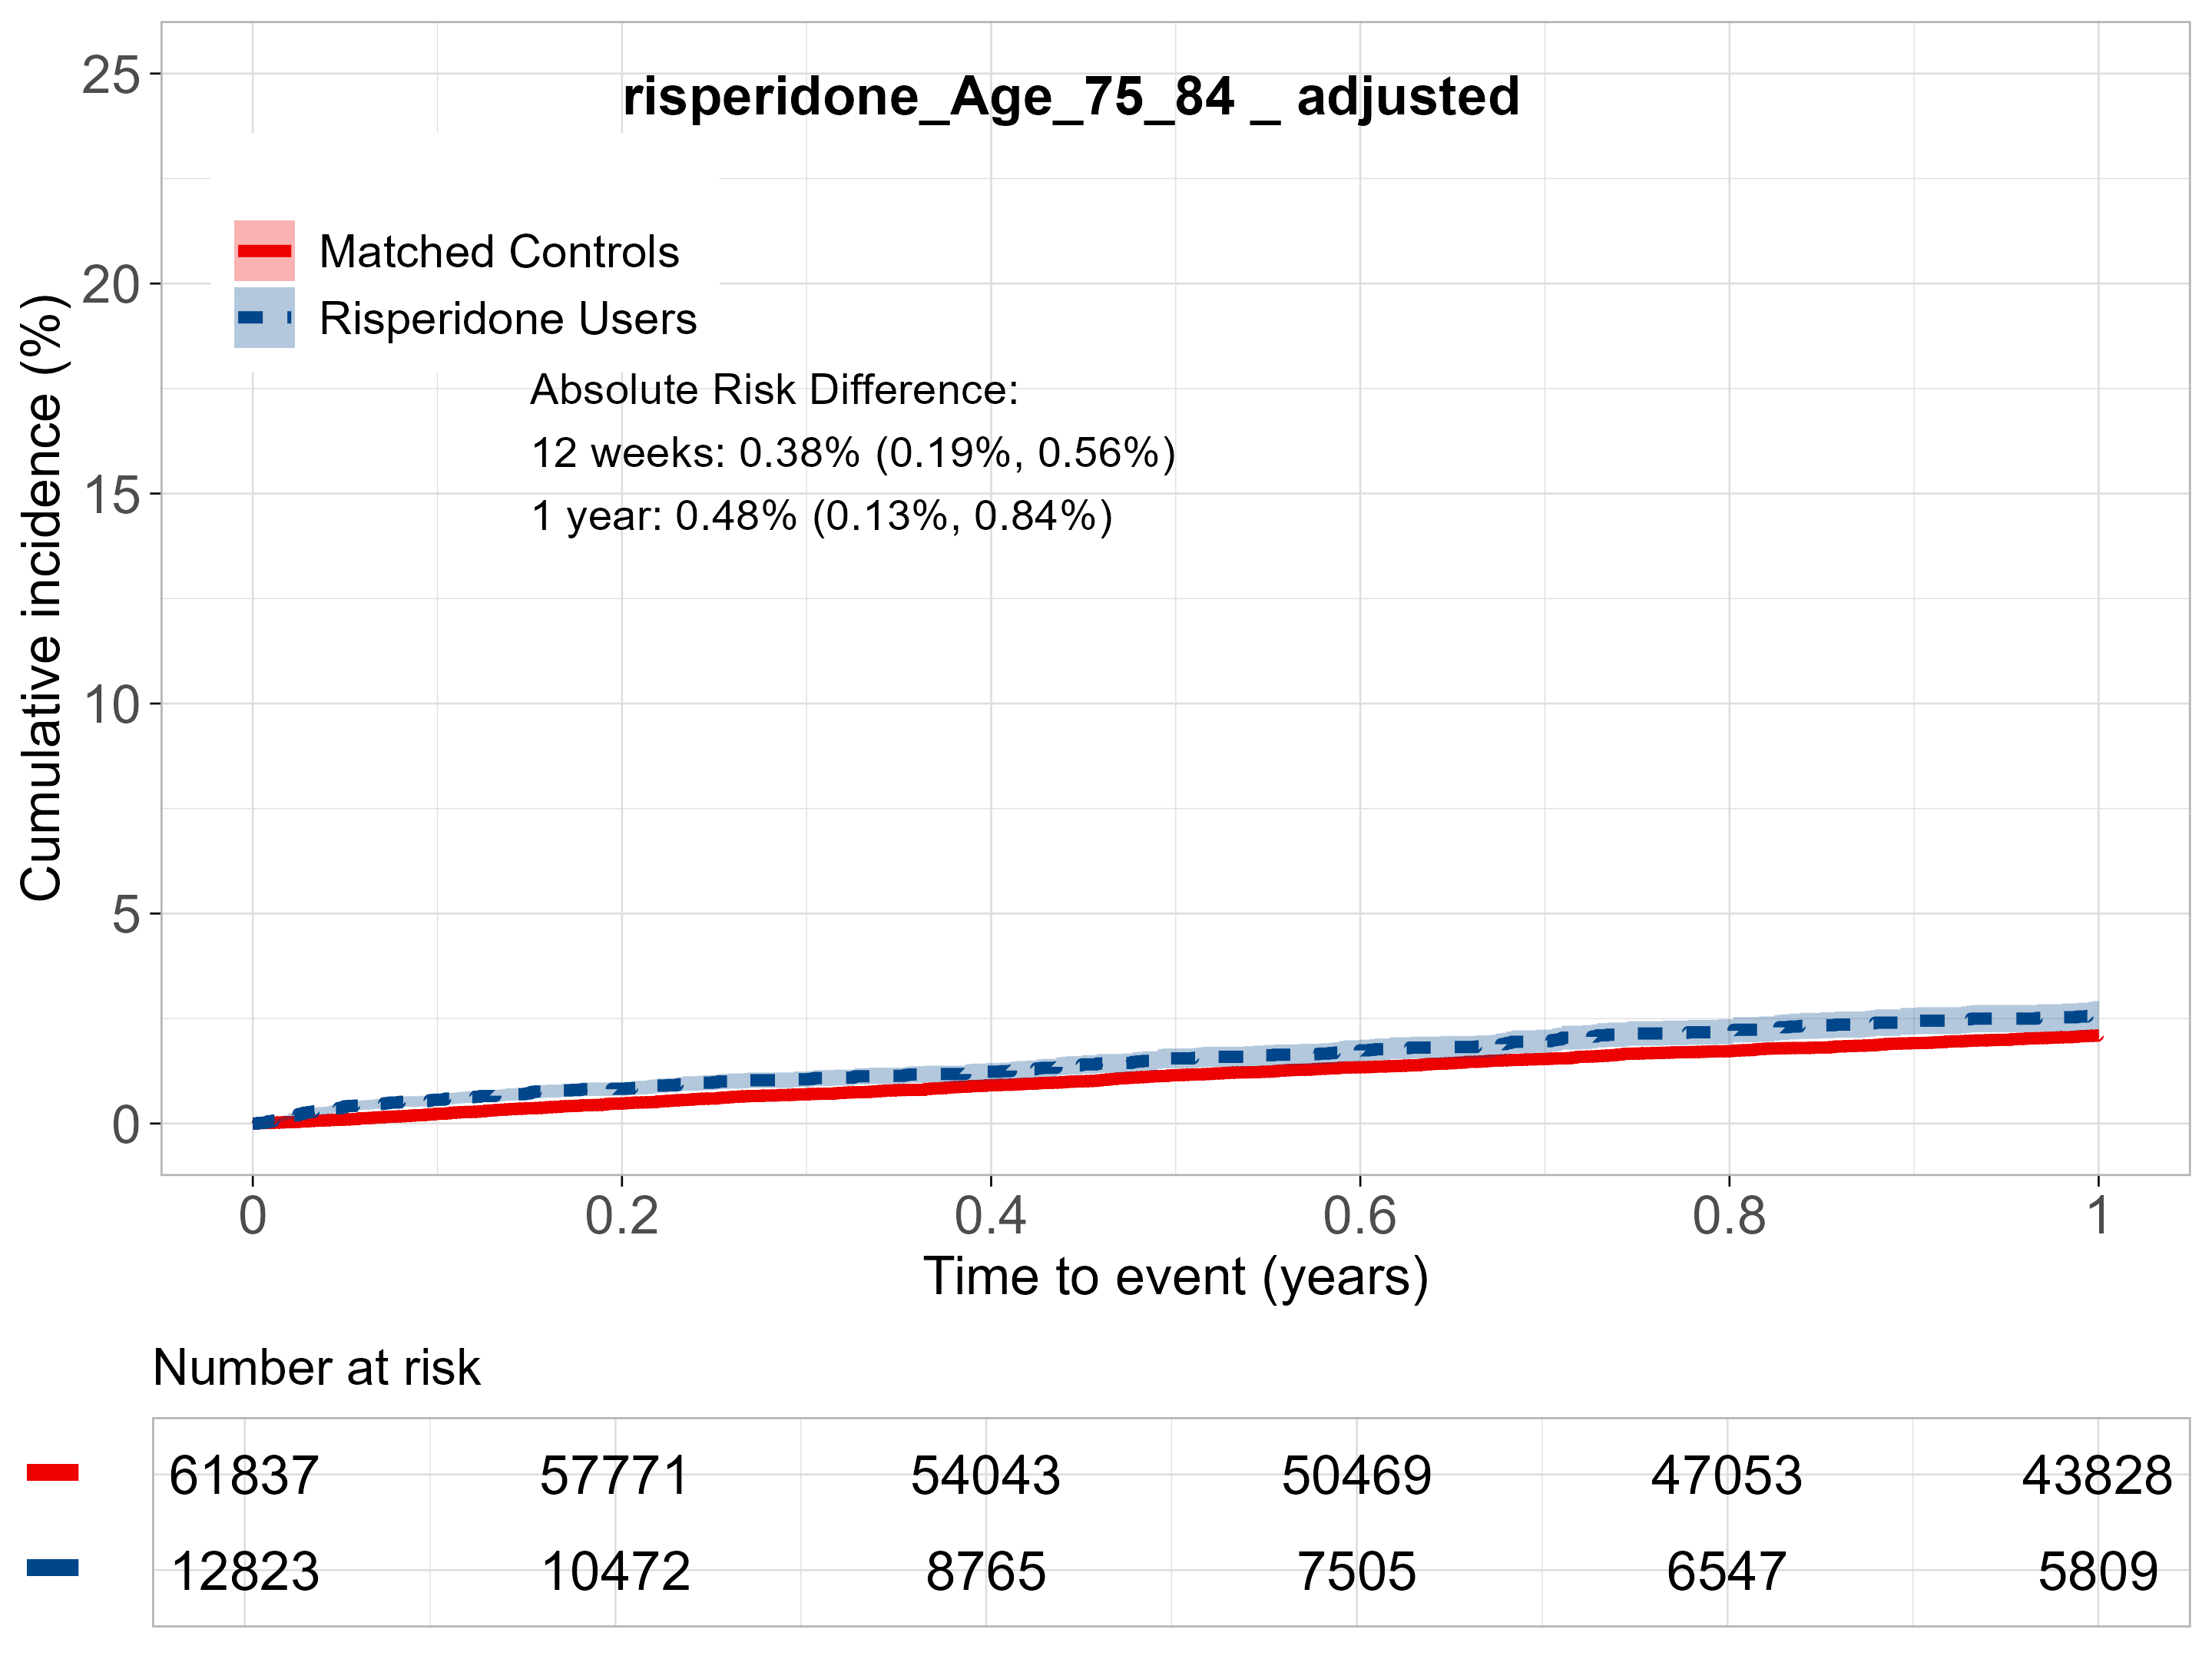 risperidone_Age_75_84 _ adjusted
Matched Controls
Risperidone Users
Absolute Risk Difference:
12 weeks: 0.38% (0.19%, 0.56%)
1 year: 0.48% (0.13%, 0.84%)
Cumulative incidence (%)
25
20
15
10
5
0
0 0.2 0.4 0.6 0.8 1
Time to event (years)
Number at risk
61837 57771 54043 50469 47053 43828
12823 10472 8765 7505 6547 5809